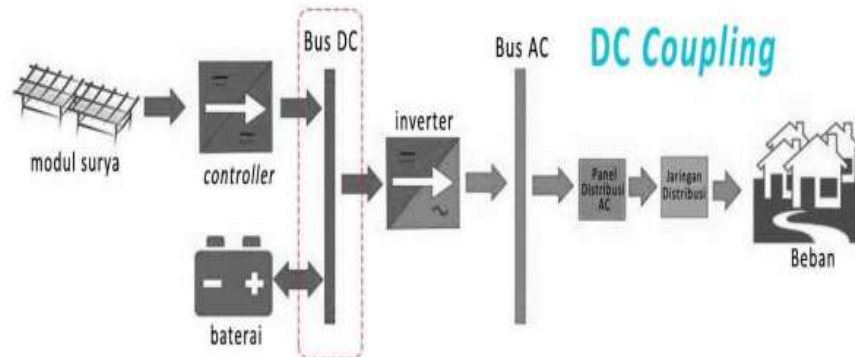 Bus DC
Bus AC
DC Coupling
inverter
modul surya
controller
Panel
Distribusi
AC
Jaringan
Distribusi
baterai
Beban